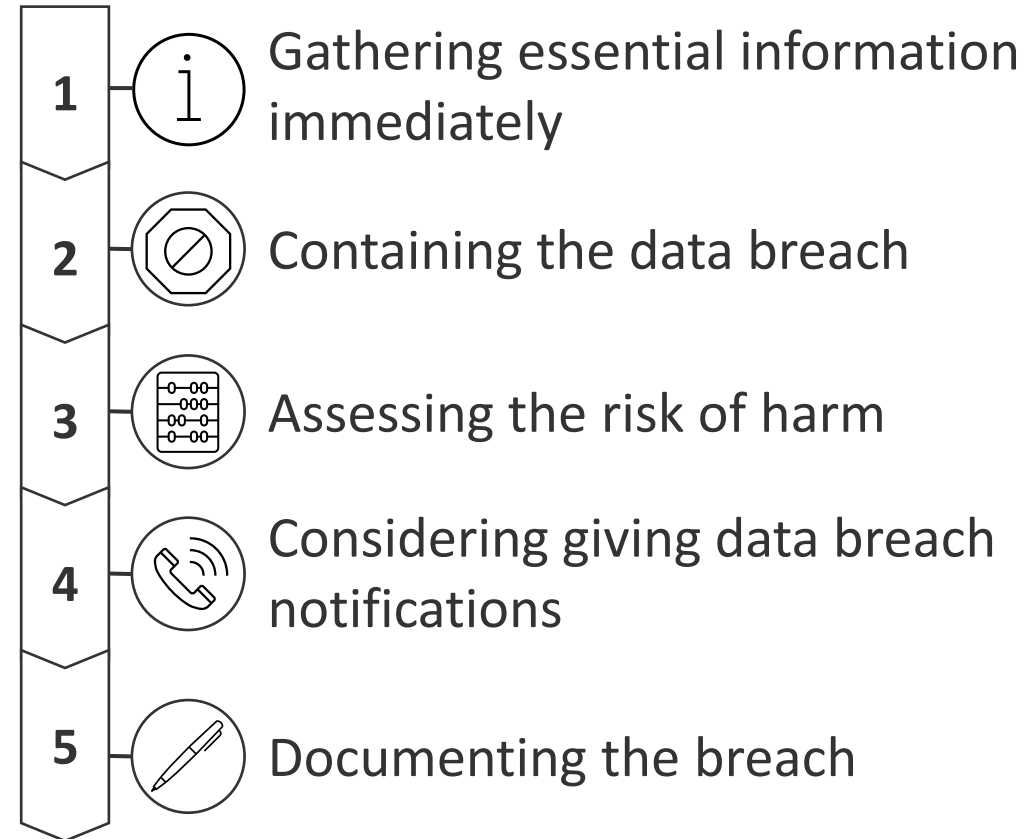 1
Gathering essential information
immediately
2
Containing the data breach
3
Assessing the risk of harm
4
Considering giving data breach
notifications
5
Documenting the breach